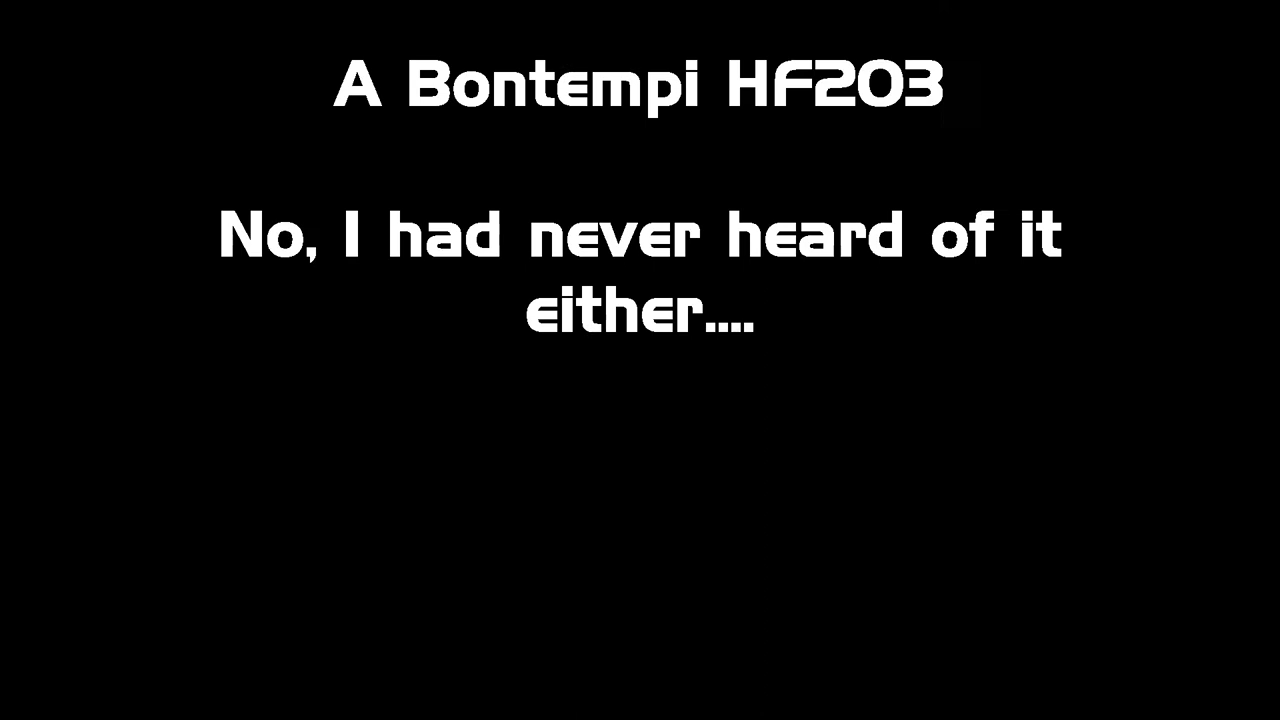 A Bontempi HF203
No, I had never heard of it
either....